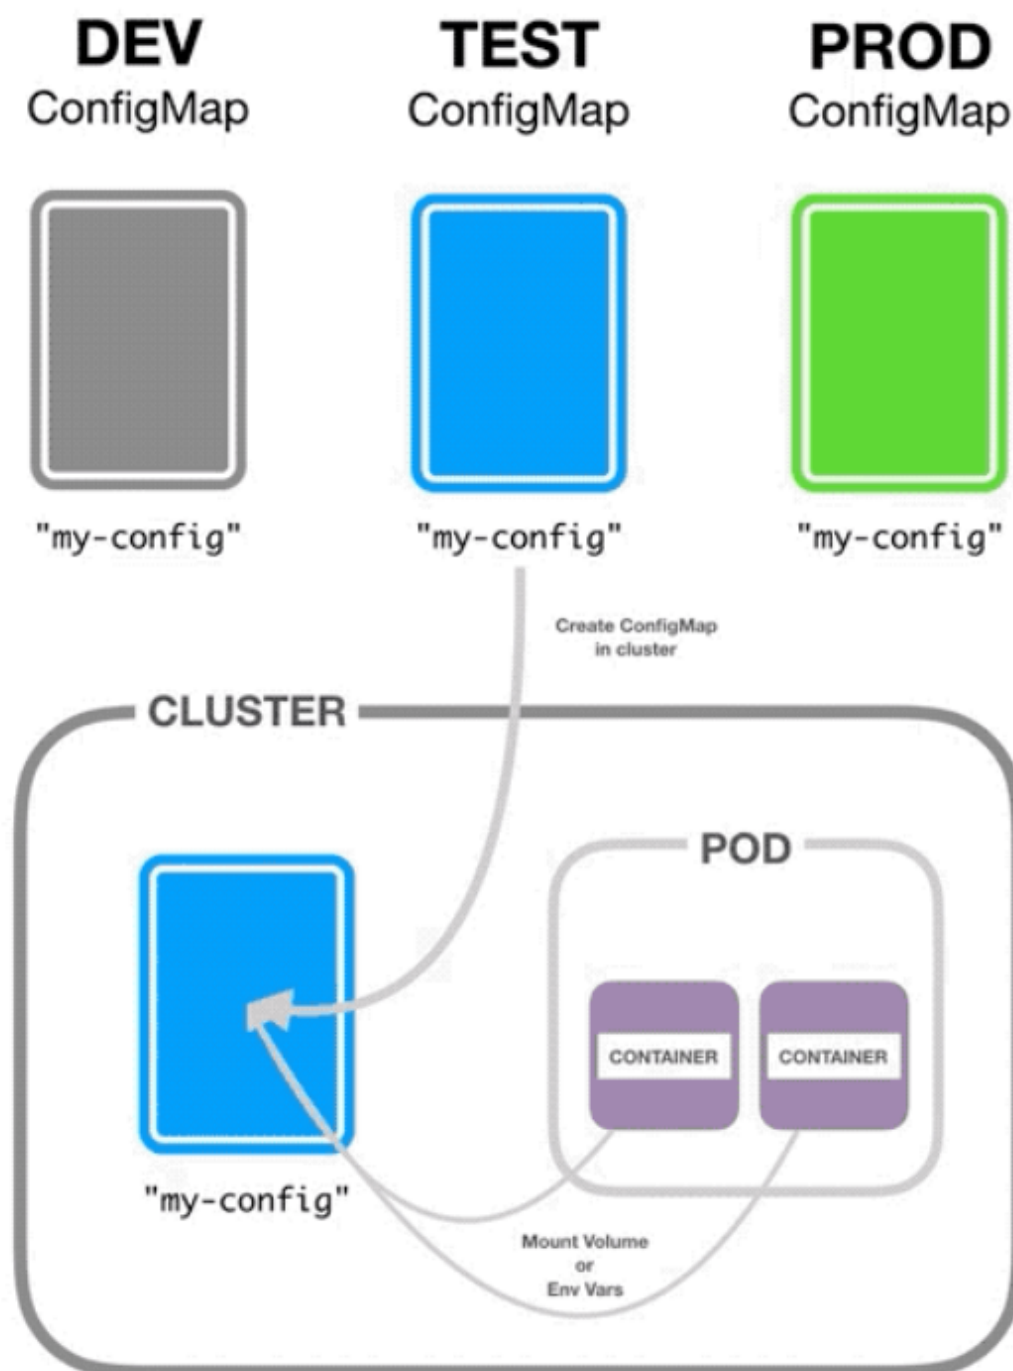 DEV
ConfigMap
TEST
ConfigMap
PROD
ConfigMap
"my-config"
"my-config"
"my-config"
Create ConfigMap
in cluster
CLUSTER
POD
CONTAINER
CONTAINER
"my-config"
Mount Volume
or
Env Vars